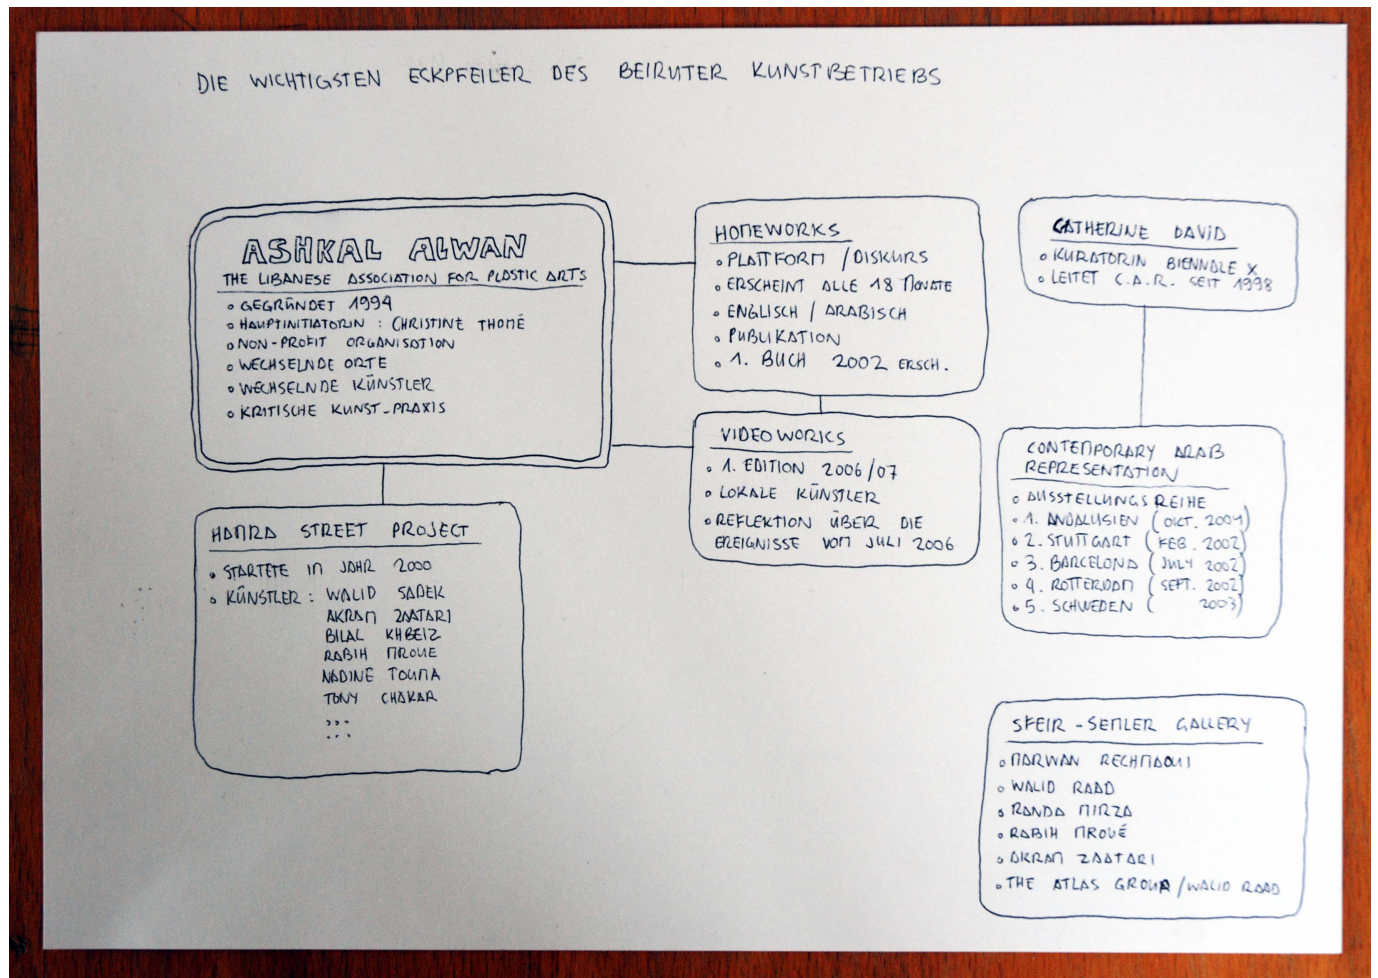 DIE WICHTIGSTEN ECKPFEILER DES BEIRUTER KUNSTBETRIEBS
ASHKAL ALWAN
THE LIBANESE ASSOCIATION FOR PLASTIC ARTS
GEGRÜNDET 1994
HAUPTINITIATORIN : CHRISTINE THOMÉ
NON-PROFIT ORGANISATION
WECHSELNDE ORTE
WECHSELNDE KÜNSTLER
KRITISCHE KUNST-PRAXIS
HOMEWORKS
PLATTFORM / DISKURS
ERSCHEINT ALLE 18 MONATE
ENGLISCH / ARABISCH
PUBLIKATION
1. BUCH 2002 ERSCH.
CATHERINE DAVID
KURATORIN BIENNALE X
LEITET C.A.R. SEIT 1998
VIDEOWORKS
1. EDITION 2006/07
LOKALE KÜNSTLER
REFLEKTION ÜBER DIE
EREIGNISSE VOM JULI 2006
CONTEMPORARY ARAB
REPRESENTATION
AUSSTELLUNGSREIHE
1. ANDALUSIEN (OKT. 2001)
2. STUTTGART (FEB. 2002)
3. BARCELONA (JULY 2002)
4. ROTTERDAM (SEPT. 2002)
5. SCHWEDEN ( 2003)
HAMRA STREET PROJECT
STARTETE IM JAHR 2000
KÜNSTLER : WALID SADEK
AKRAM ZAATARI
BILAL KHBEIZ
RABIH MROUE
NADINE TOUMA
TONY CHAKAR
...
...
SFEIR-SEMLER GALLERY
MARWAN RECHMAOUI
WALID RAAD
RANDA MIRZA
RABIH MROUÉ
AKRAM ZAATARI
THE ATLAS GROUP / WALID RAAD